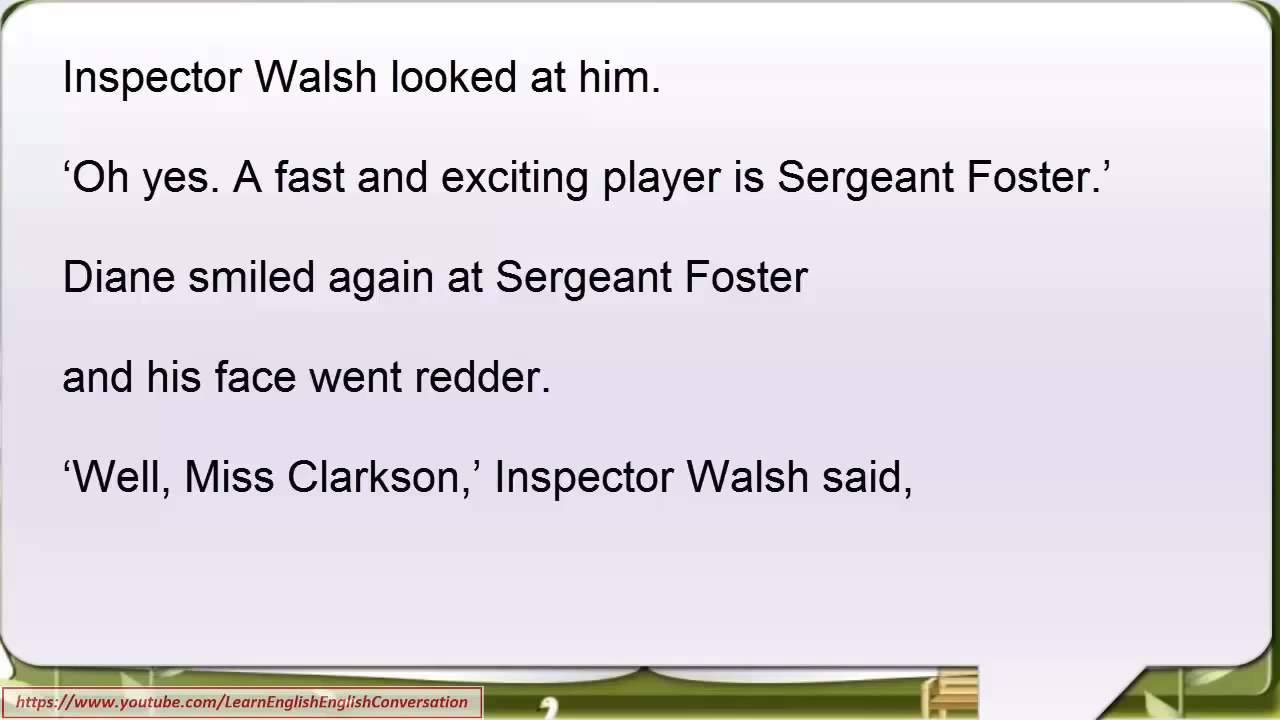 Inspector Walsh looked at him.
‘Oh yes. A fast and exciting player is Sergeant Foster.’
Diane smiled again at Sergeant Foster
and his face went redder.
‘Well, Miss Clarkson,’ Inspector Walsh said,
https://www.youtube.com/LearnEnglishEnglishConversation